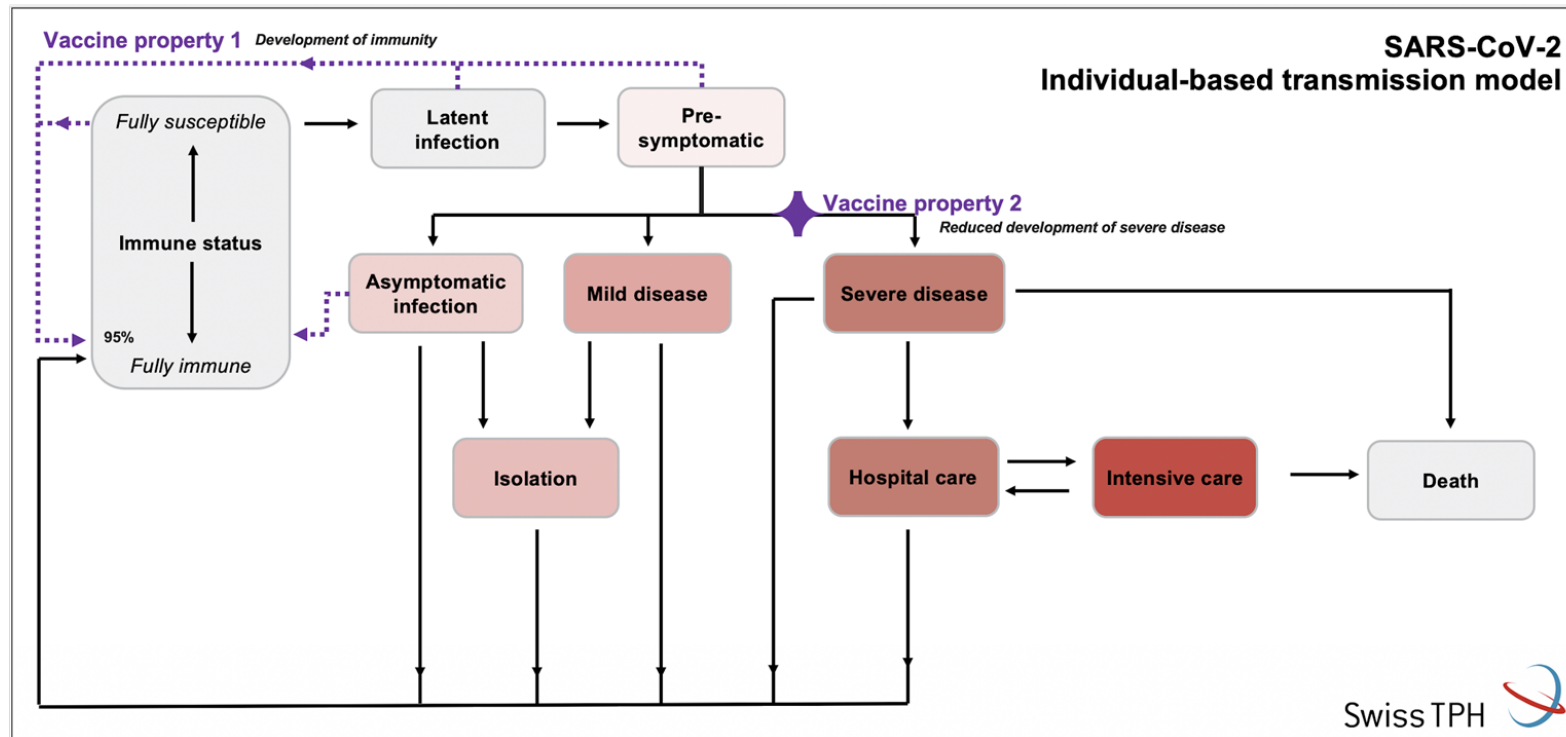 Vaccine property 1 Development of immunity
SARS-CoV-2
Individual-based transmission model
Fully susceptible
Latent
infection
Pre-
symptomatic
Vaccine property 2
Reduced development of severe disease
Immune status
Asymptomatic
infection
Mild disease
Severe disease
95%
Fully immune
Isolation
Hospital care
Intensive care
Death
Swiss TPH